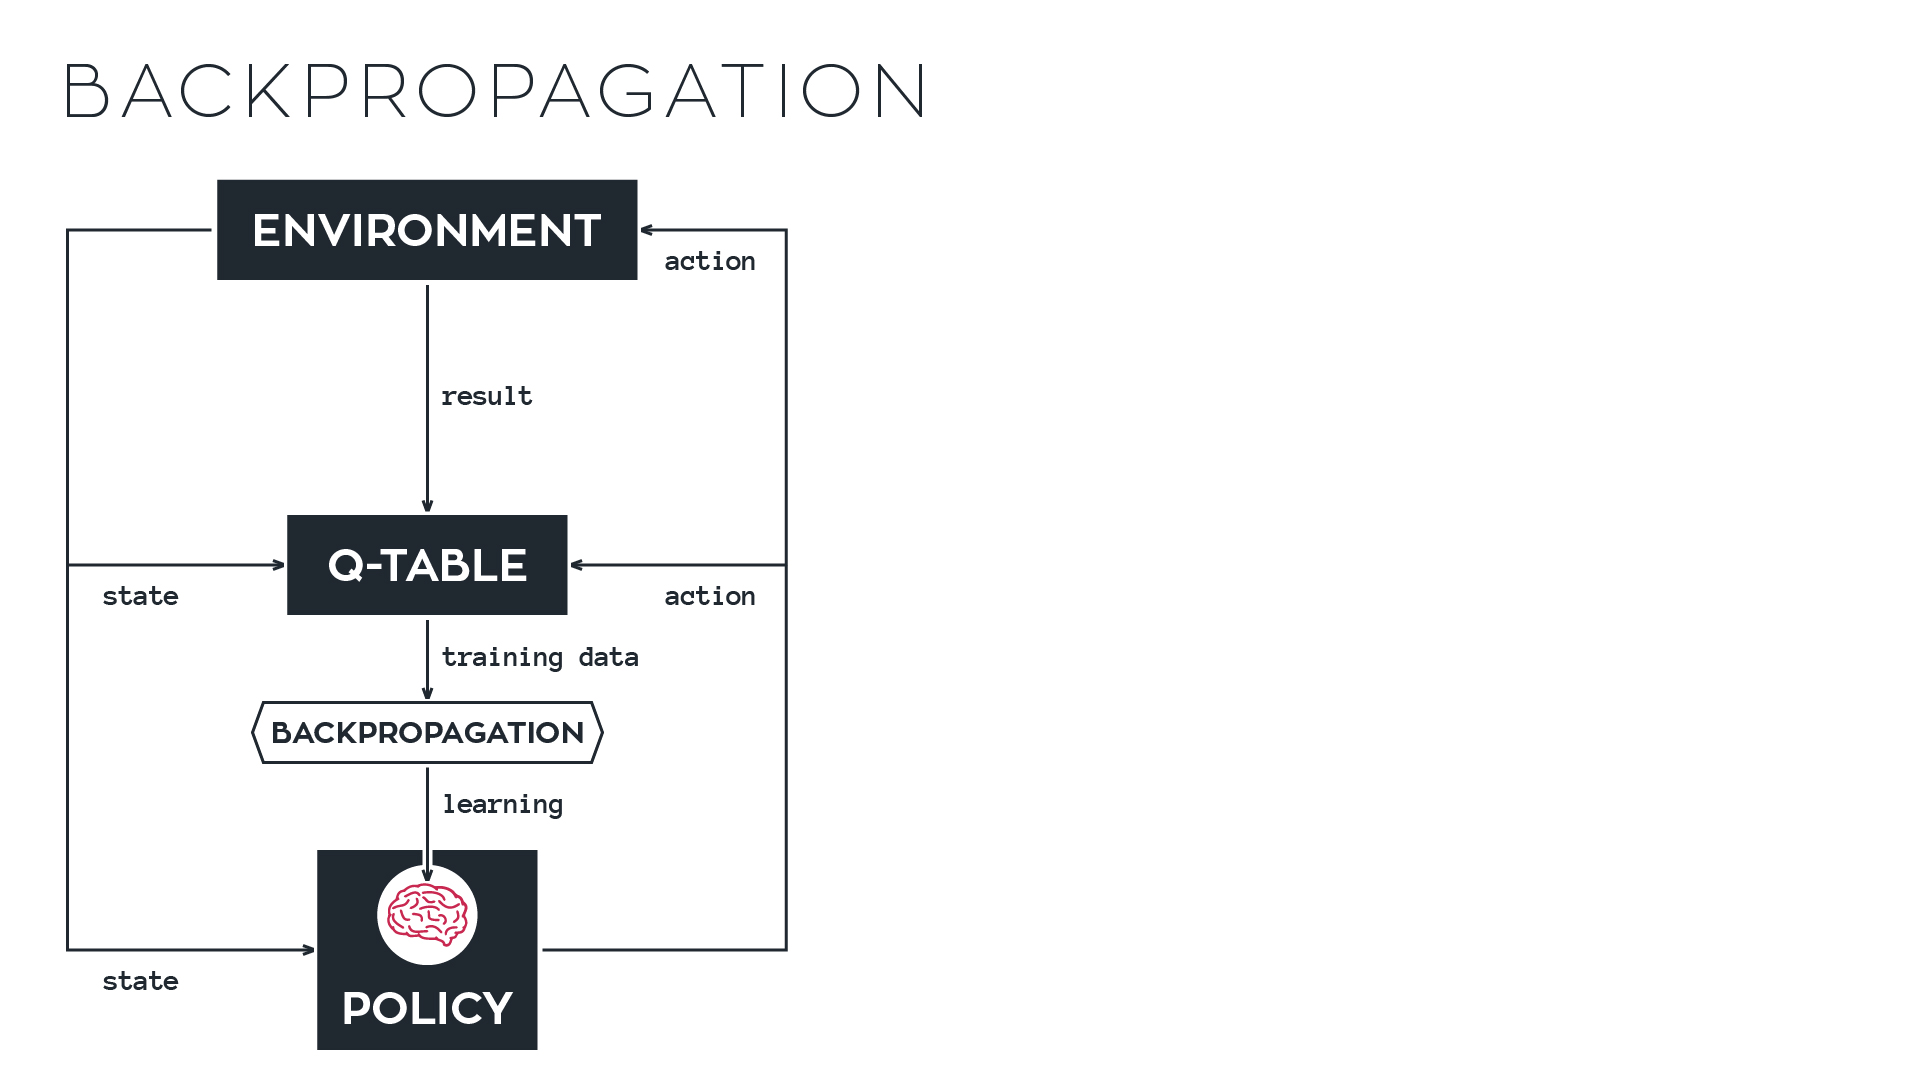 BACKPROPAGATION
ENVIRONMENT
action
result
Q-TABLE
state
action
training data
BACKPROPAGATION
learning
state
POLICY